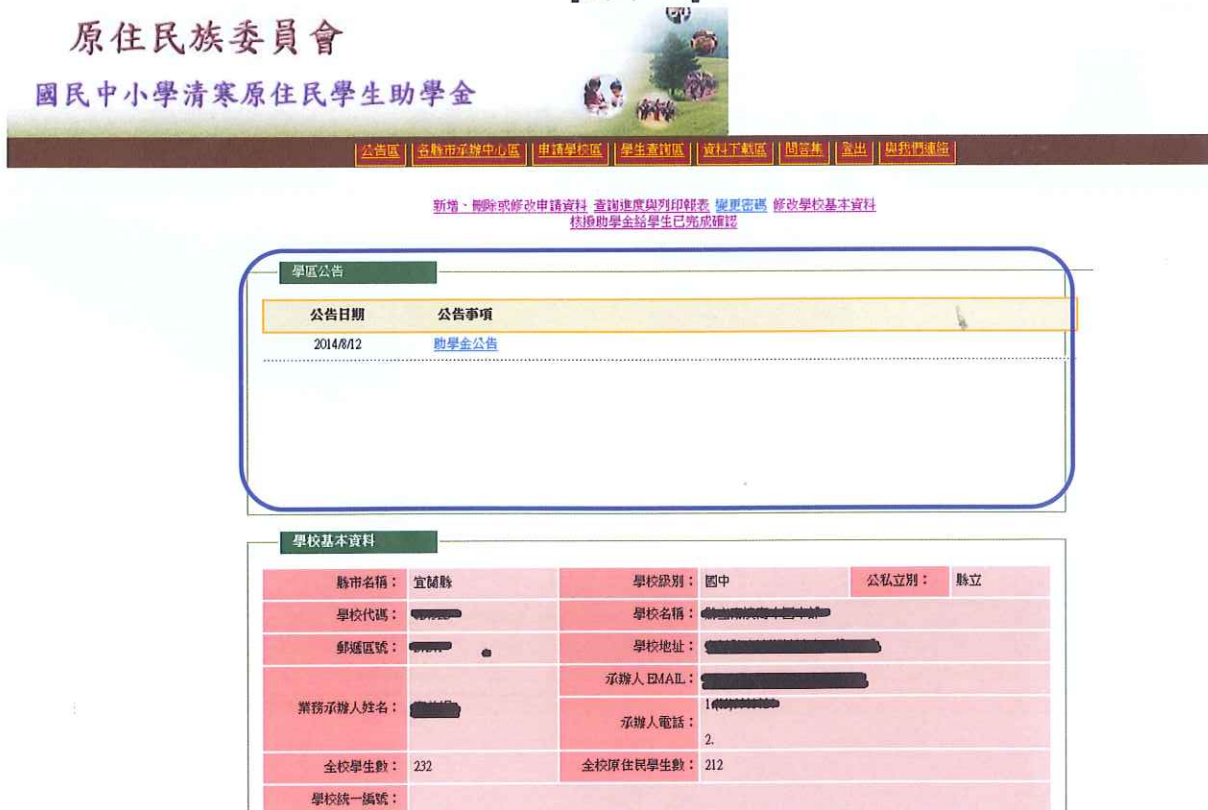 原住民族委員會
國民中小學清寒原住民學生助學金
公告區 各縣市承辦中心區 申請學校區 學生查詢區 資料下載區 問答集 登出 與我們連絡
新增、刪除或修改申請資料 查詢進度與列印報表 變更密碼 修改學校基本資料
核撥助學金給學生已完成確認
學區公告
公告日期 公告事項
2014/8/12 助學金公告
學校基本資料
縣市名稱： 宜蘭縣 學校級別： 國中 公私立別： 縣立
學校代碼： 學校名稱：
郵遞區號： 學校地址：
承辦人 EMAIL：
業務承辦人姓名：
承辦人電話： 1
2.
全校學生數： 232 全校原住民學生數： 212
學校統一編號：